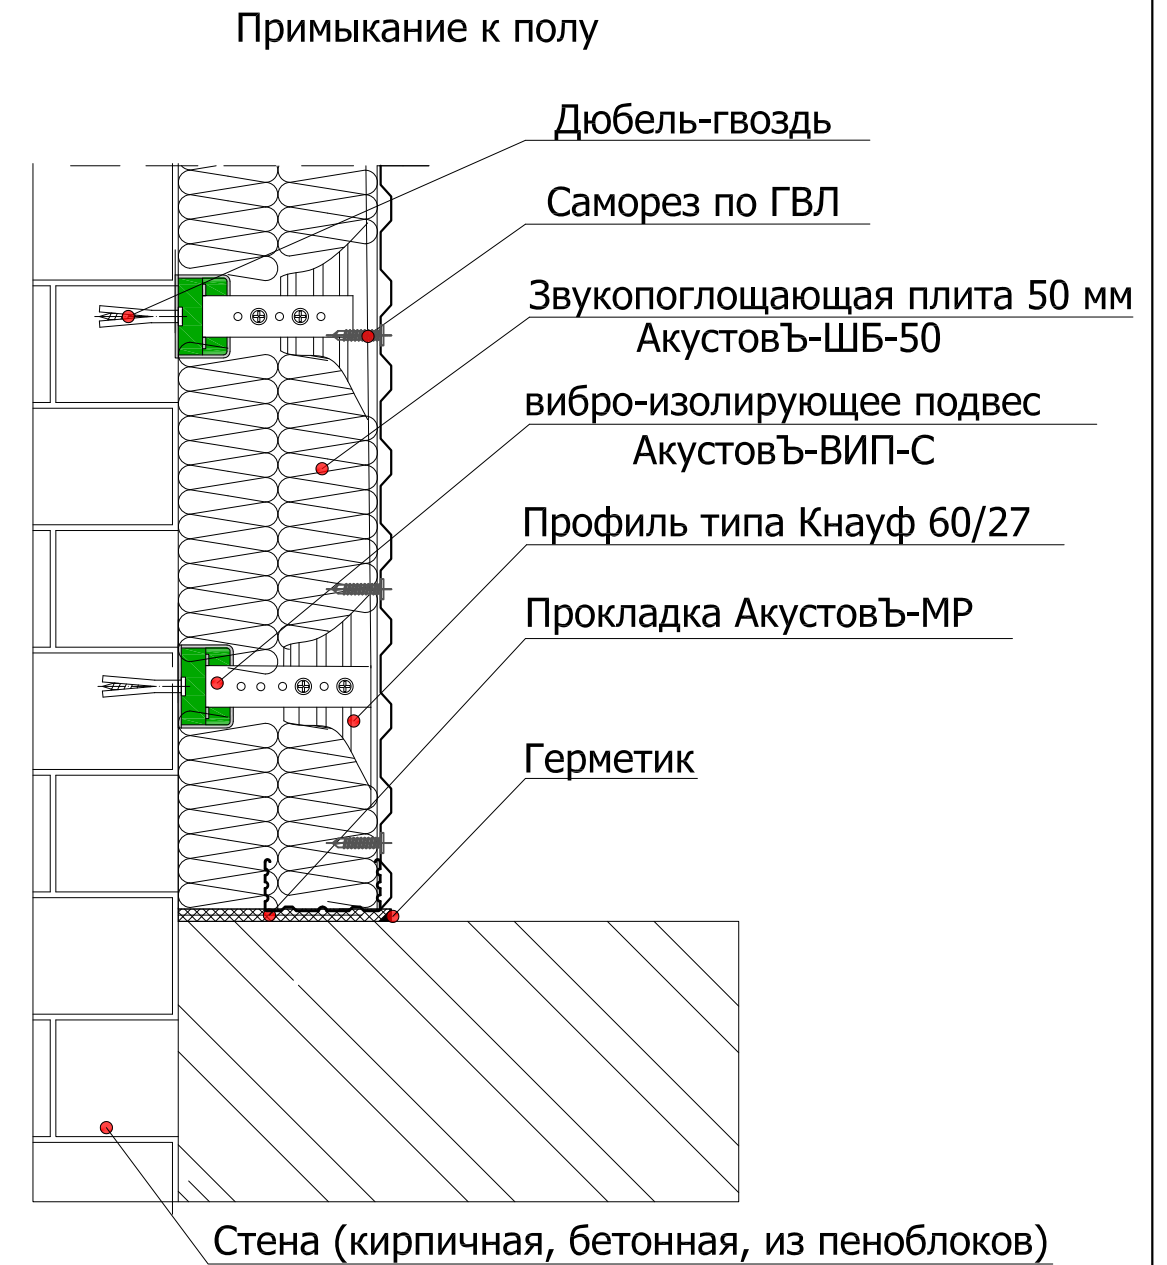 Примыкание к полу
Дюбель-гвоздь
Саморез по ГВЛ
Звукопоглощающая плита 50 мм
АкустовЪ-ШБ-50
вибро-изолирующее подвес
АкустовЪ-ВИП-С
Профиль типа Кнауф 60/27
Прокладка АкустовЪ-МР
Герметик
Стена (кирпичная, бетонная, из пеноблоков)